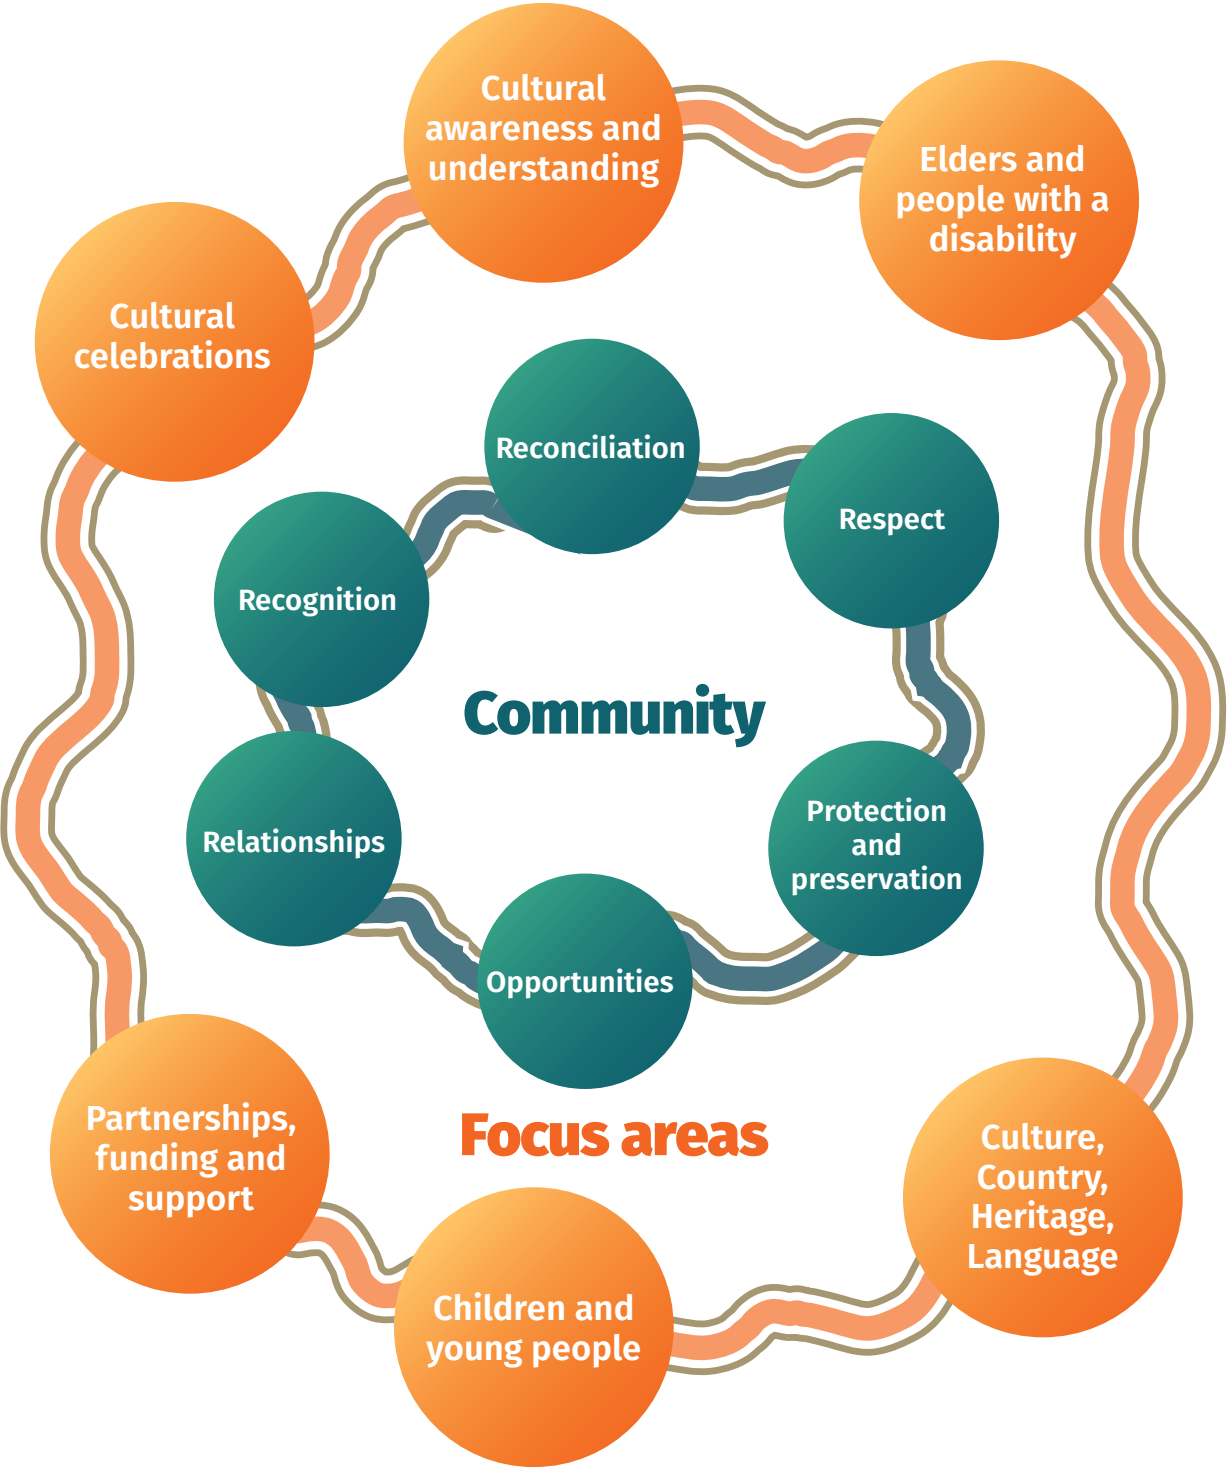 Cultural
awareness and
understanding
Elders and
people with a
disability
Cultural
celebrations
Reconciliation
Respect
Recognition
Community
Relationships
Protection
and
preservation
Opportunities
Focus areas
Partnerships,
funding and
support
Culture,
Country,
Heritage,
Language
Children and
young people